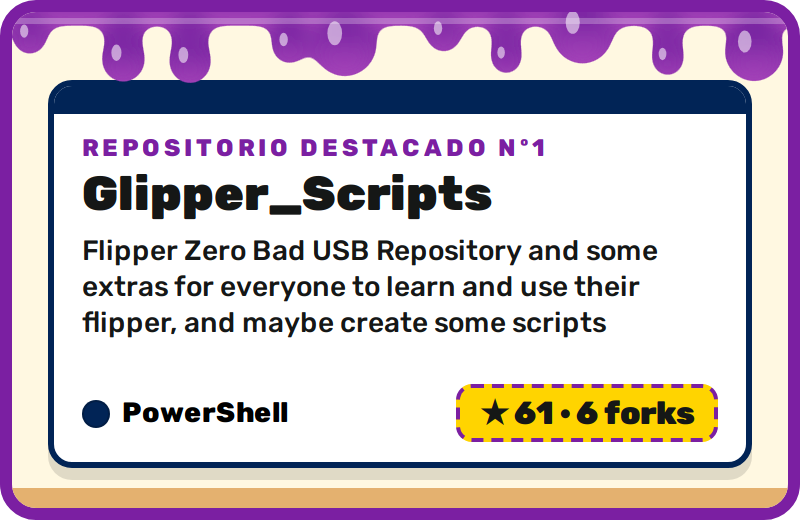 REPOSITORIO DESTACADO N°1
Glipper_Scripts
Flipper Zero Bad USB Repository and some
extras for everyone to learn and use their
flipper, and maybe create some scripts
PowerShell
★ 61 • 6 forks